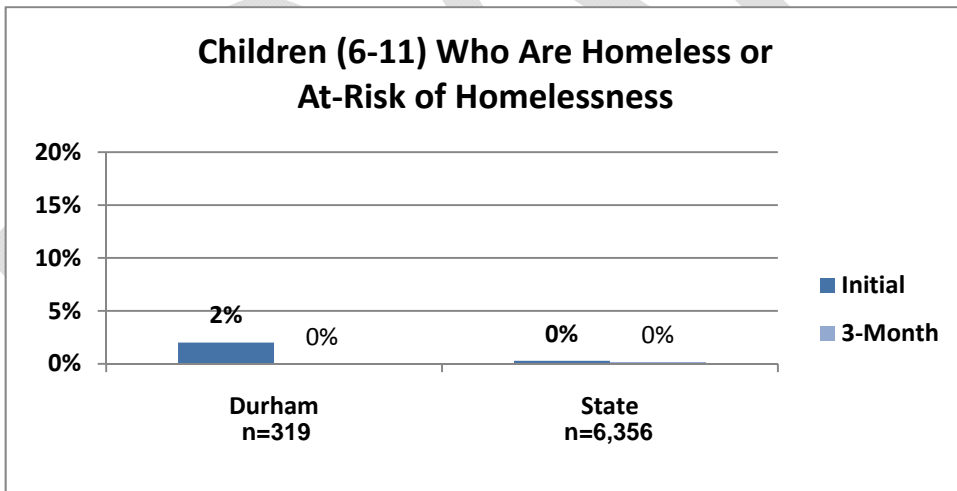 Children (6-11) Who Are Homeless or
At-Risk of Homelessness
20%
15%
10%
5%
0%
2%
0%
0%
0%
Initial
3-Month
Durham
n=319
State
n=6,356